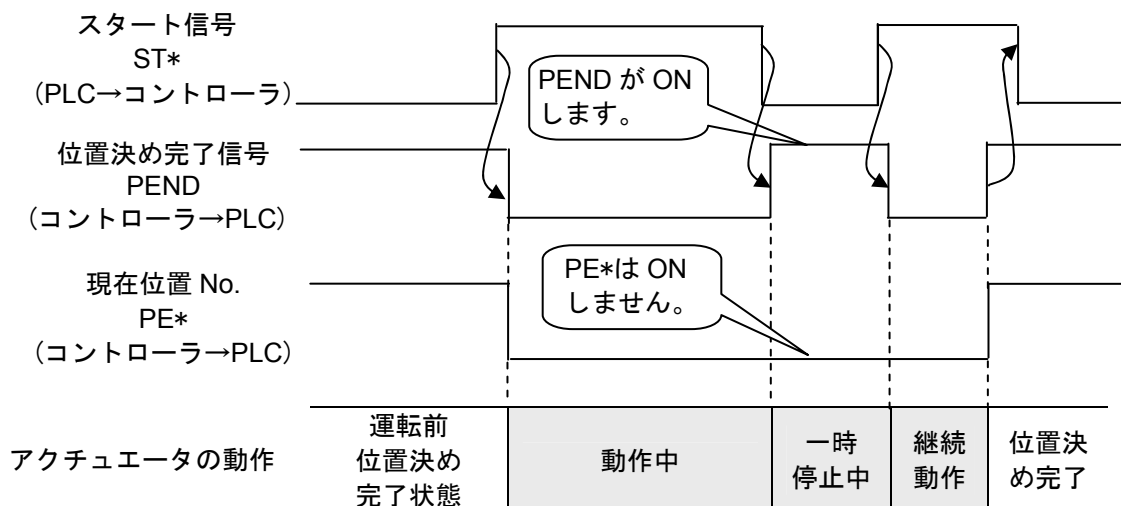 スタート信号
ST*
（PLC→コントローラ）
PEND が ON
します。
位置決め完了信号
PEND
（コントローラ→PLC）
PE*は ON
しません。
現在位置 No.
PE*
（コントローラ→PLC）
アクチュエータの動作
運転前
位置決め
完了状態
動作中
一時
停止中
継続
動作
位置決
め完了